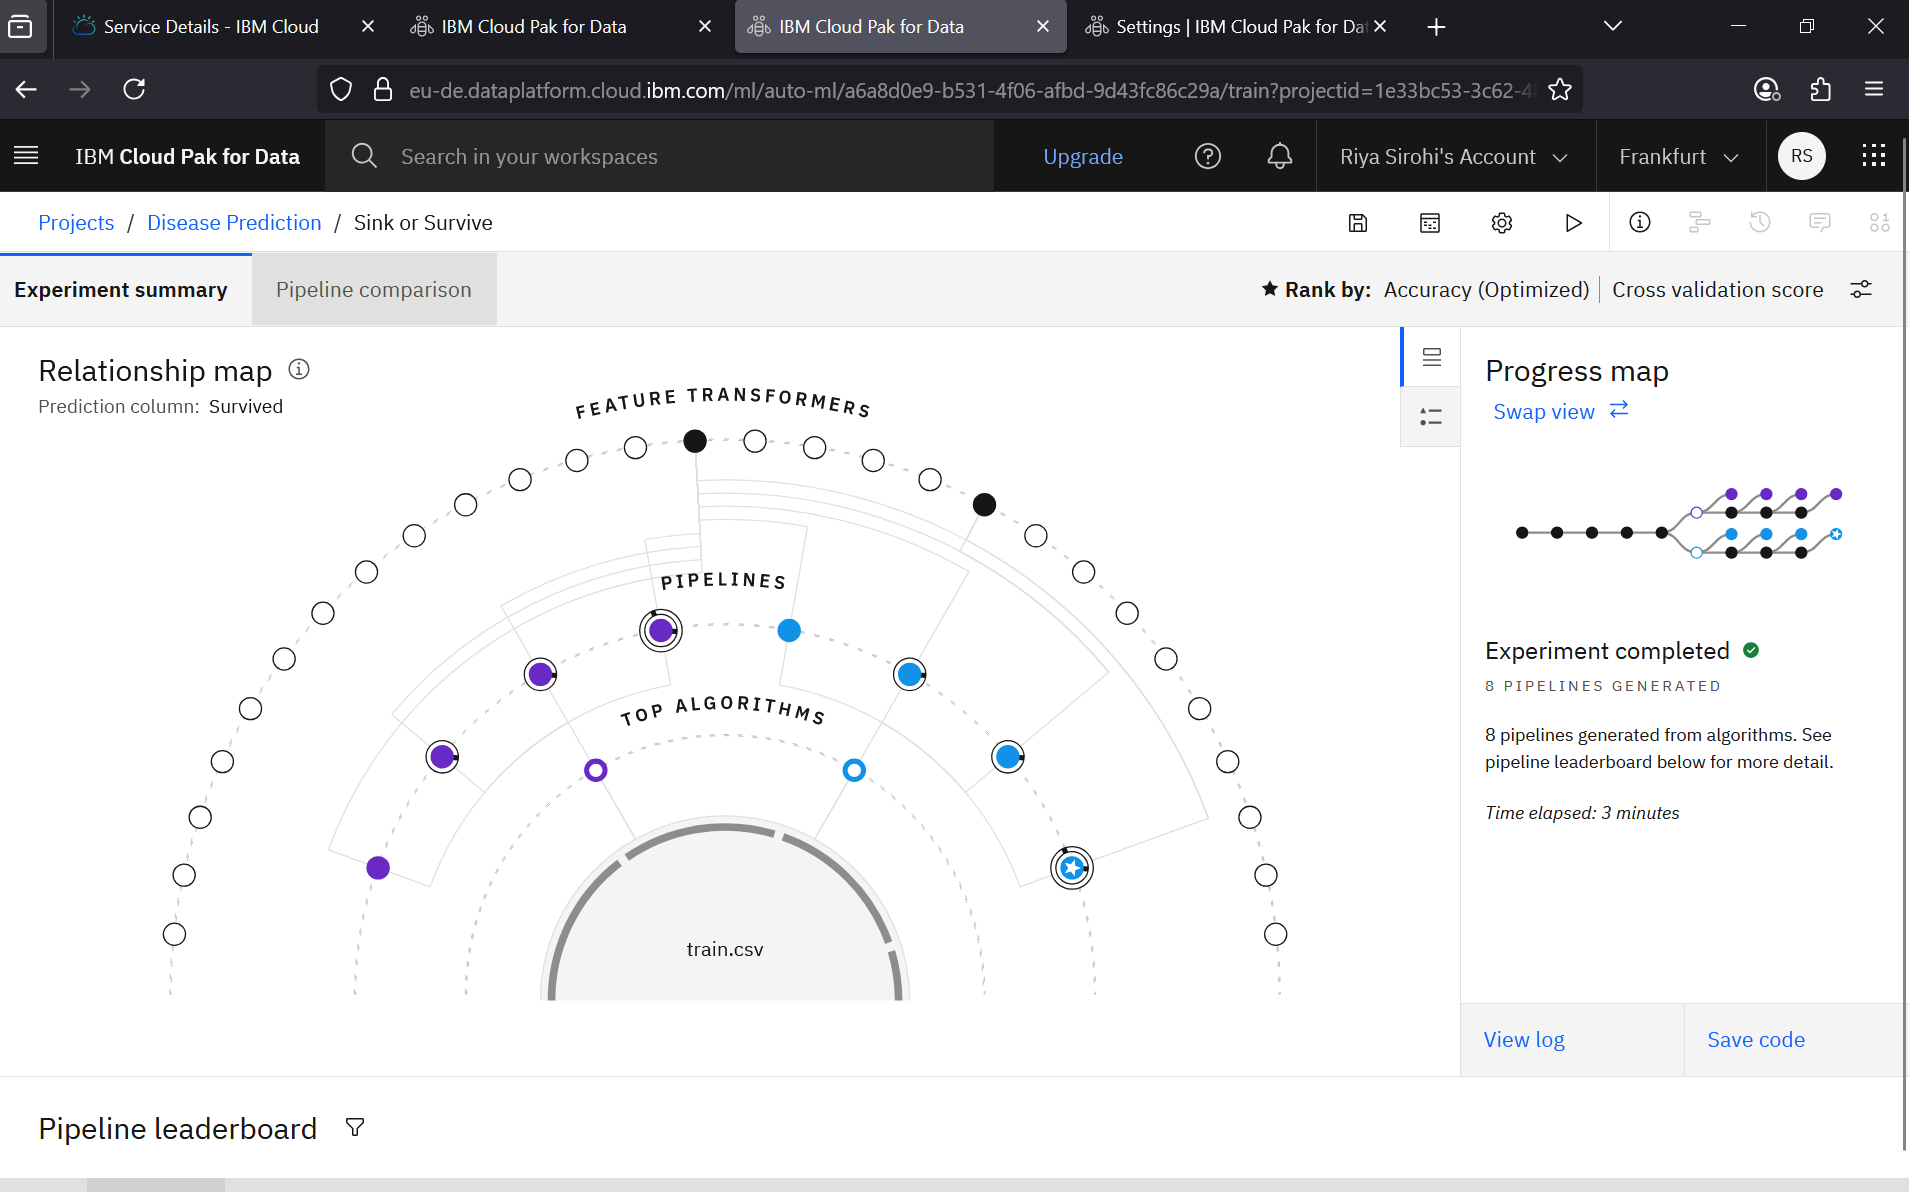 Service Details - IBM Cloud
IBM Cloud Pak for Data
IBM Cloud Pak for Data
Settings | IBM Cloud Pak for Dat
eu-de.dataplatform.cloud.ibm.com/ml/auto-ml/a6a8d0e9-b531-4f06-afbd-9d43fc86c29a/train?projectid=1e33bc53-3c62-4
IBM Cloud Pak for Data
Search in your workspaces
Upgrade
Riya Sirohi's Account
Frankfurt
RS
Projects / Disease Prediction / Sink or Survive
Experiment summary
Pipeline comparison
Rank by: Accuracy (Optimized) | Cross validation score
Relationship map
Prediction column: Survived
FEATURE TRANSFORMERS
PIPELINES
TOP ALGORITHMS
train.csv
Progress map
Swap view
Experiment completed
8 PIPELINES GENERATED
8 pipelines generated from algorithms. See
pipeline leaderboard below for more detail.
Time elapsed: 3 minutes
View log
Save code
Pipeline leaderboard